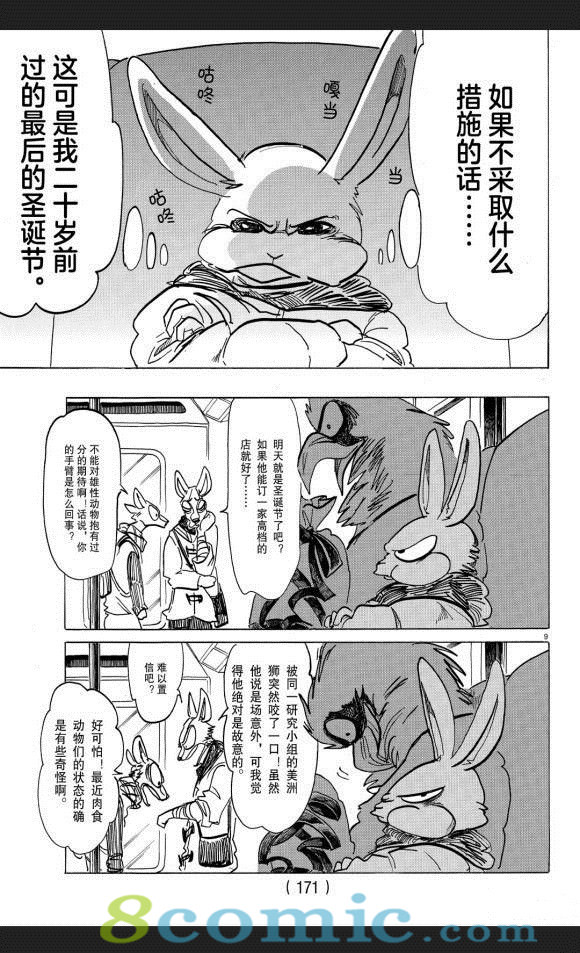 如果不采取什么
措施的话……
嘎当
当
咕咚
咕咚
这可是我二十岁前
过的最后的圣诞节。
明天就是圣诞节了吧？
如果他能订一家高档的
店就好了……
不能对雄性动物抱有过
分的期待啊！话说，你
的手臂是怎么回事？
9
被同一研究小组的美洲
狮突然咬了一口！虽然
他说是场意外，可我觉
得他绝对是故意的。
难以置
信吧？
好可怕！最近肉食
动物们的状态的确
是有些奇怪啊。
(171)
8comic.com